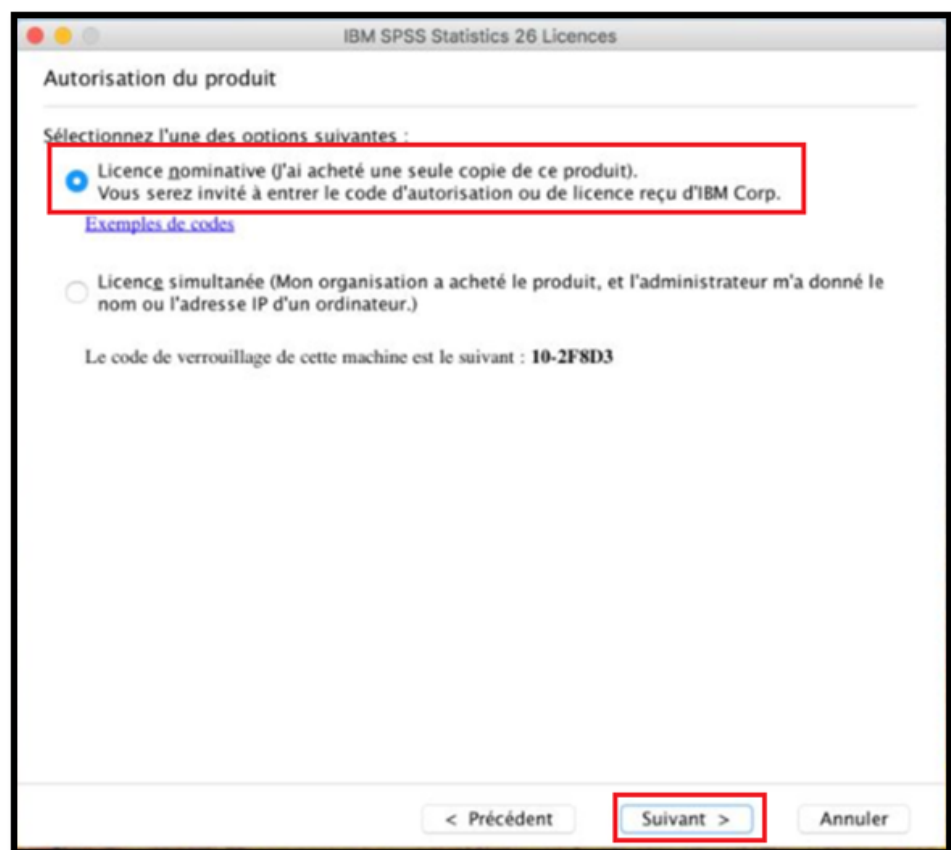 IBM SPSS Statistics 26 Licences
Autorisation du produit
Sélectionnez l'une des options suivantes :
Licence nominative (J'ai acheté une seule copie de ce produit).
Vous serez invité à entrer le code d'autorisation ou de licence reçu d'IBM Corp.
Exemples de codes
Licence simultanée (Mon organisation a acheté le produit, et l'administrateur m'a donné le
nom ou l'adresse IP d'un ordinateur.)
Le code de verrouillage de cette machine est le suivant : 10-2F8D3
< Précédent
Suivant >
Annuler